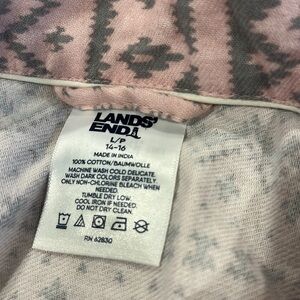 LANDS'
END
L/P
14-16
MADE IN INDIA
100% COTTON/BAUMWOLLE
MACHINE WASH COLD DELICATE.
WASH DARK COLORS SEPARATELY.
ONLY NON-CHLORINE BLEACH WHEN
NEEDED.
TUMBLE DRY LOW.
COOL IRON IF NEEDED.
DO NOT DRY CLEAN.
RN 62830